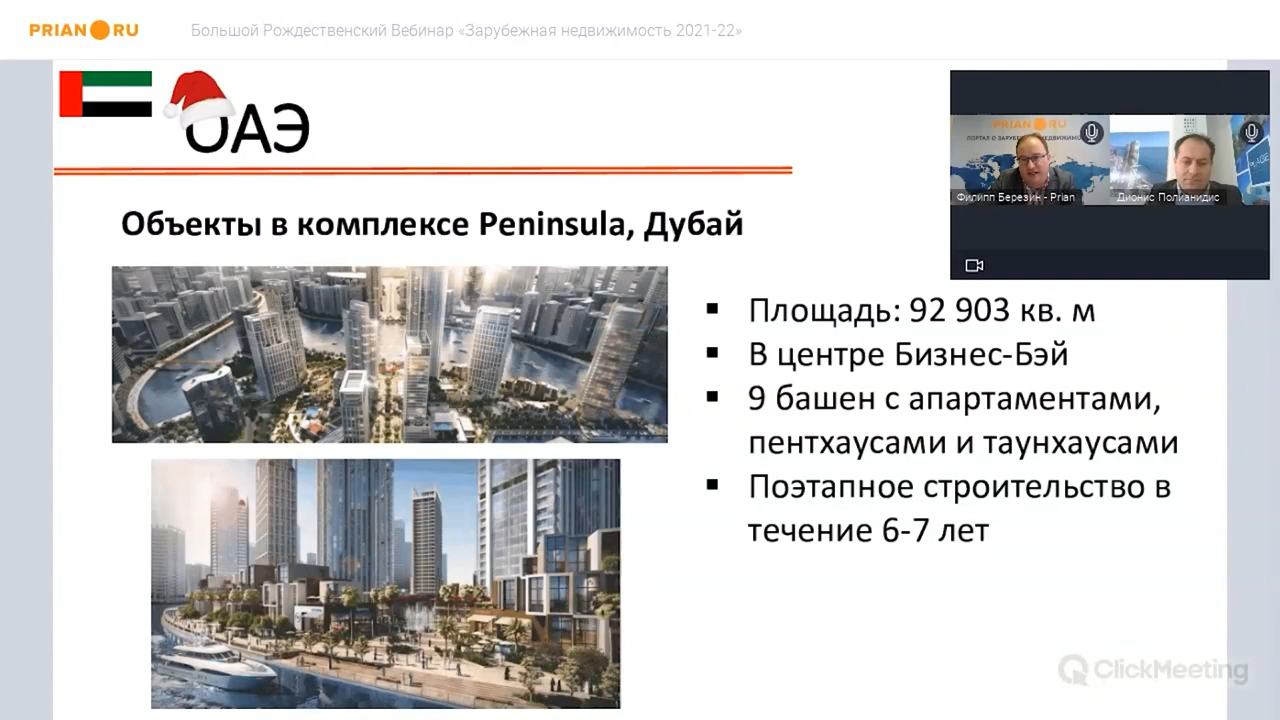 PRIAN RU
Большой Рождественский Вебинар «Зарубежная недвижимость 2021-22»
ОАЭ
PRIAN RU
Филипп Березин - Prian
Дионис Полианидис
Объекты в комплексе Peninsula, Дубай
▪ Площадь: 92 903 кв. м
▪ В центре Бизнес-Бэй
▪ 9 башен с апартаментами,
пентхаусами и таунхаусами
▪ Поэтапное строительство в
течение 6-7 лет
ClickMeeting